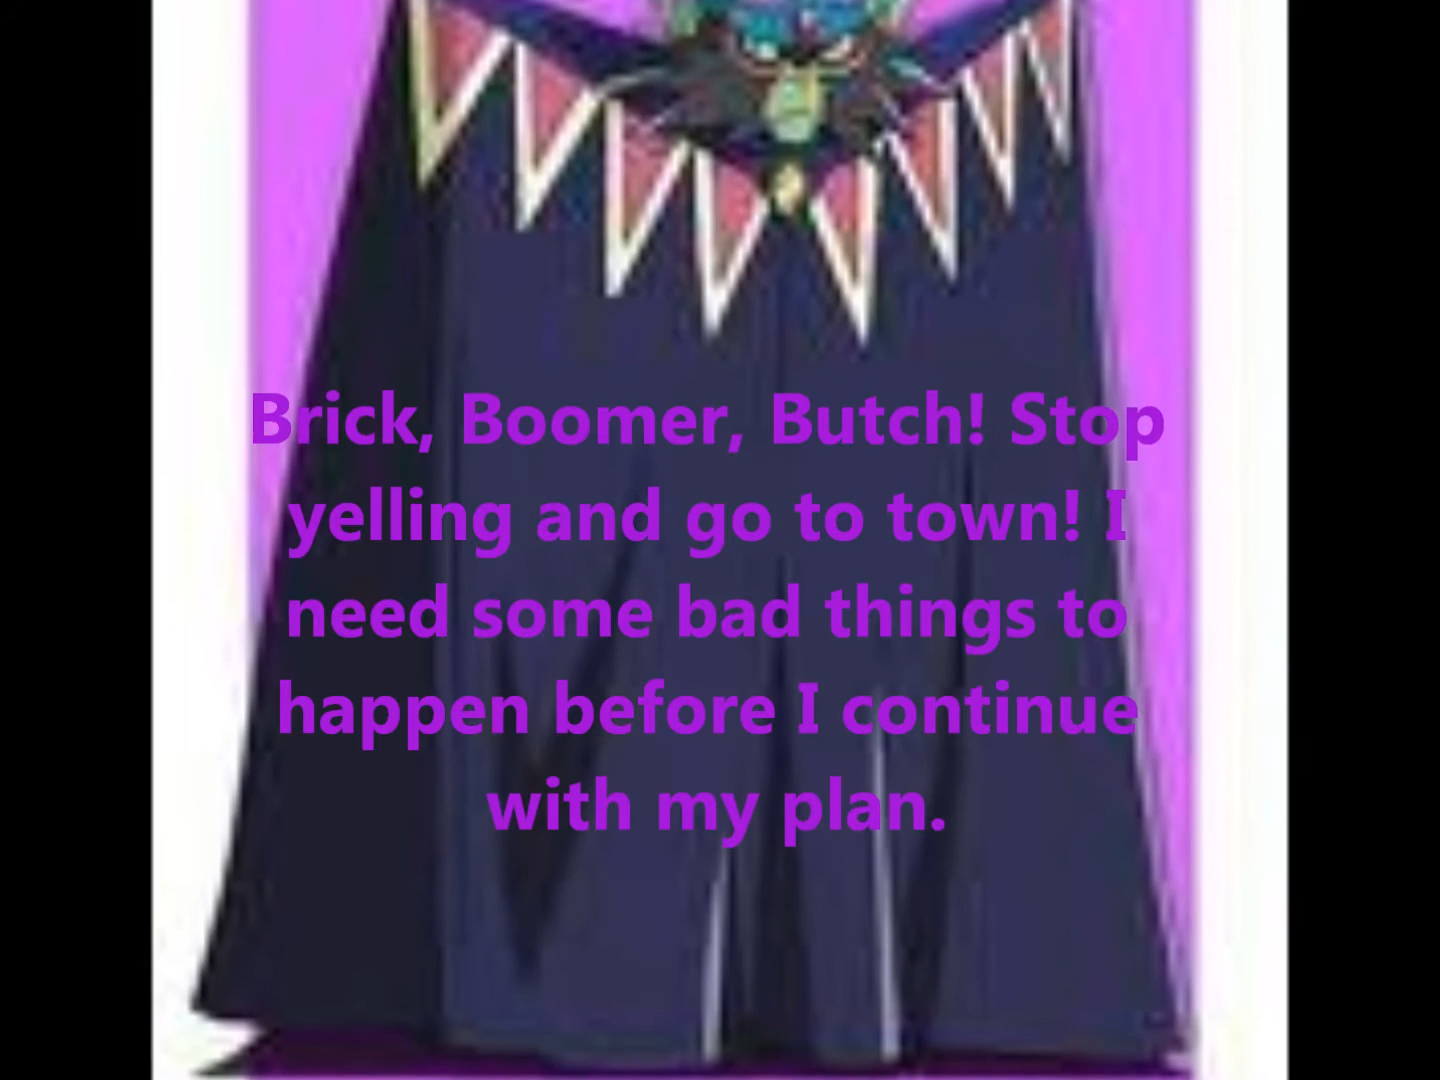 Brick, Boomer, Butch! Stop
yelling and go to town! I
need some bad things to
happen before I continue
with my plan.